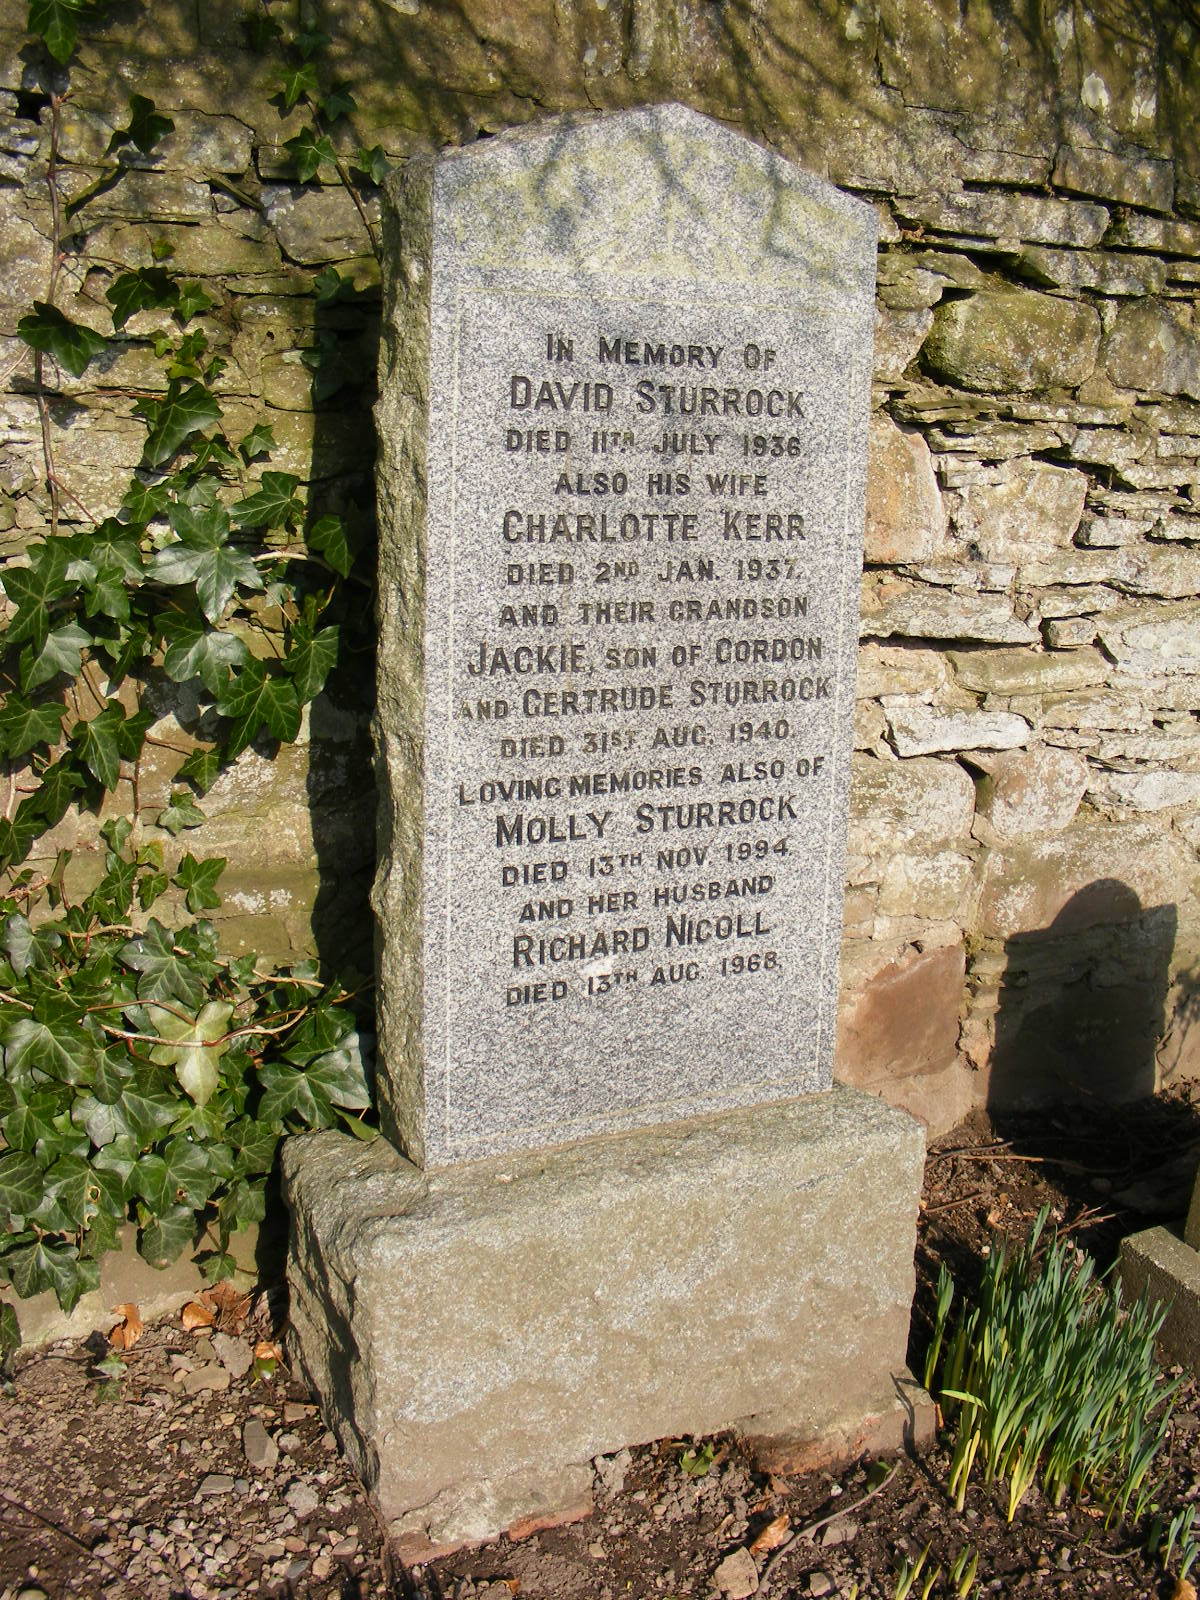 IN MEMORY OF
DAVID STURROCK
DIED 11TH. JULY 1936.
ALSO HIS WIFE
CHARLOTTE KERR
DIED 2ND JAN. 1937.
AND THEIR GRANDSON
JACKIE, SON OF GORDON
AND GERTRUDE STURROCK
DIED 31ST. AUG. 1940.
LOVING MEMORIES ALSO OF
MOLLY STURROCK
DIED 13TH NOV. 1994.
AND HER HUSBAND
RICHARD NICOLL
DIED 13TH AUG. 1968.